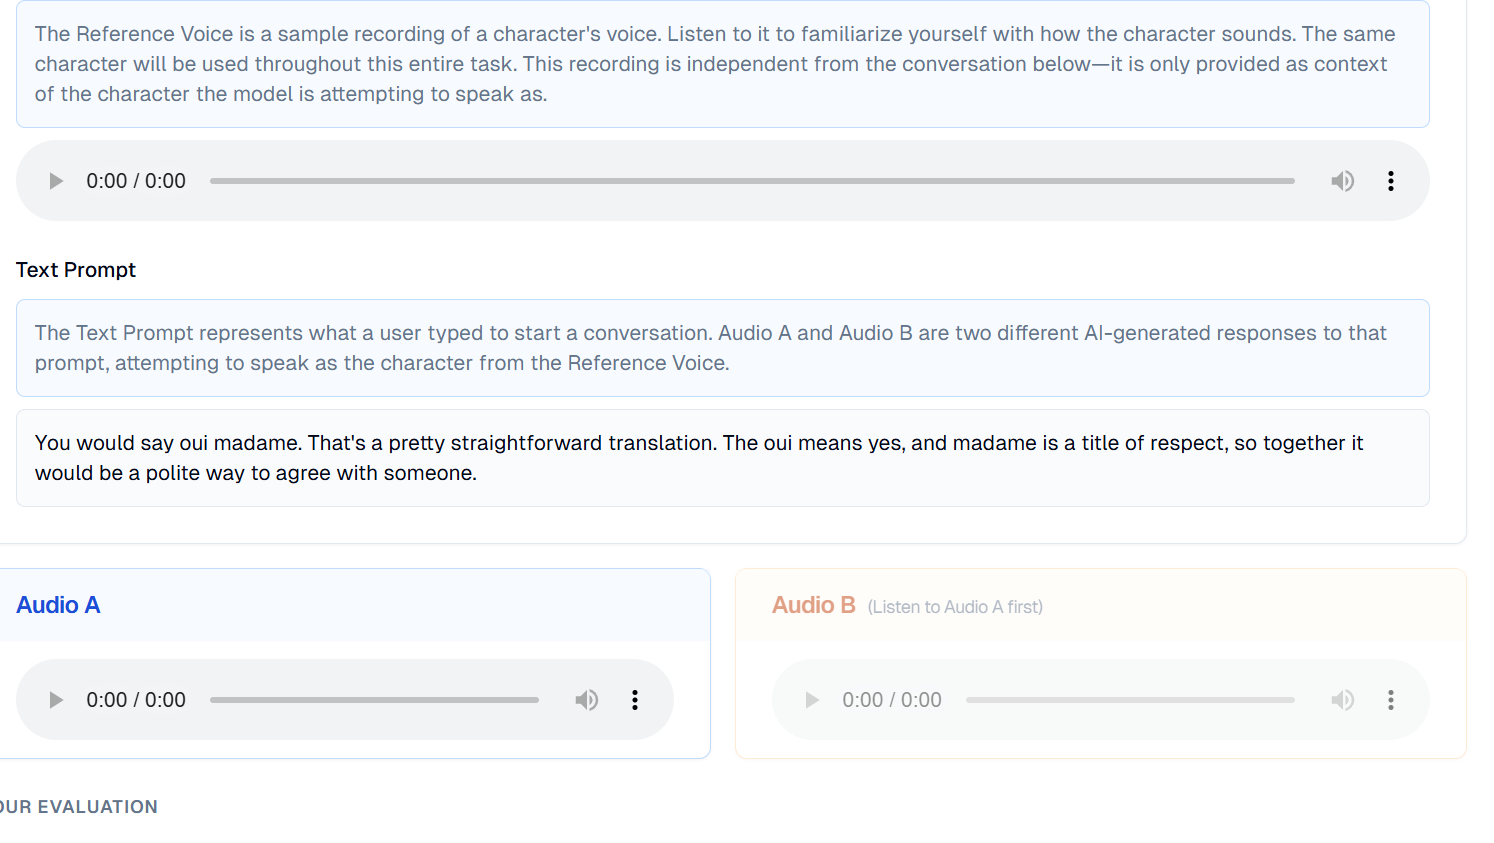 The Reference Voice is a sample recording of a character's voice. Listen to it to familiarize yourself with how the character sounds. The same
character will be used throughout this entire task. This recording is independent from the conversation below—it is only provided as context
of the character the model is attempting to speak as.
0:00 / 0:00
Text Prompt
The Text Prompt represents what a user typed to start a conversation. Audio A and Audio B are two different AI-generated responses to that
prompt, attempting to speak as the character from the Reference Voice.
You would say oui madame. That's a pretty straightforward translation. The oui means yes, and madame is a title of respect, so together it
would be a polite way to agree with someone.
Audio A
0:00 / 0:00
Audio B (Listen to Audio A first)
0:00 / 0:00
OUR EVALUATION